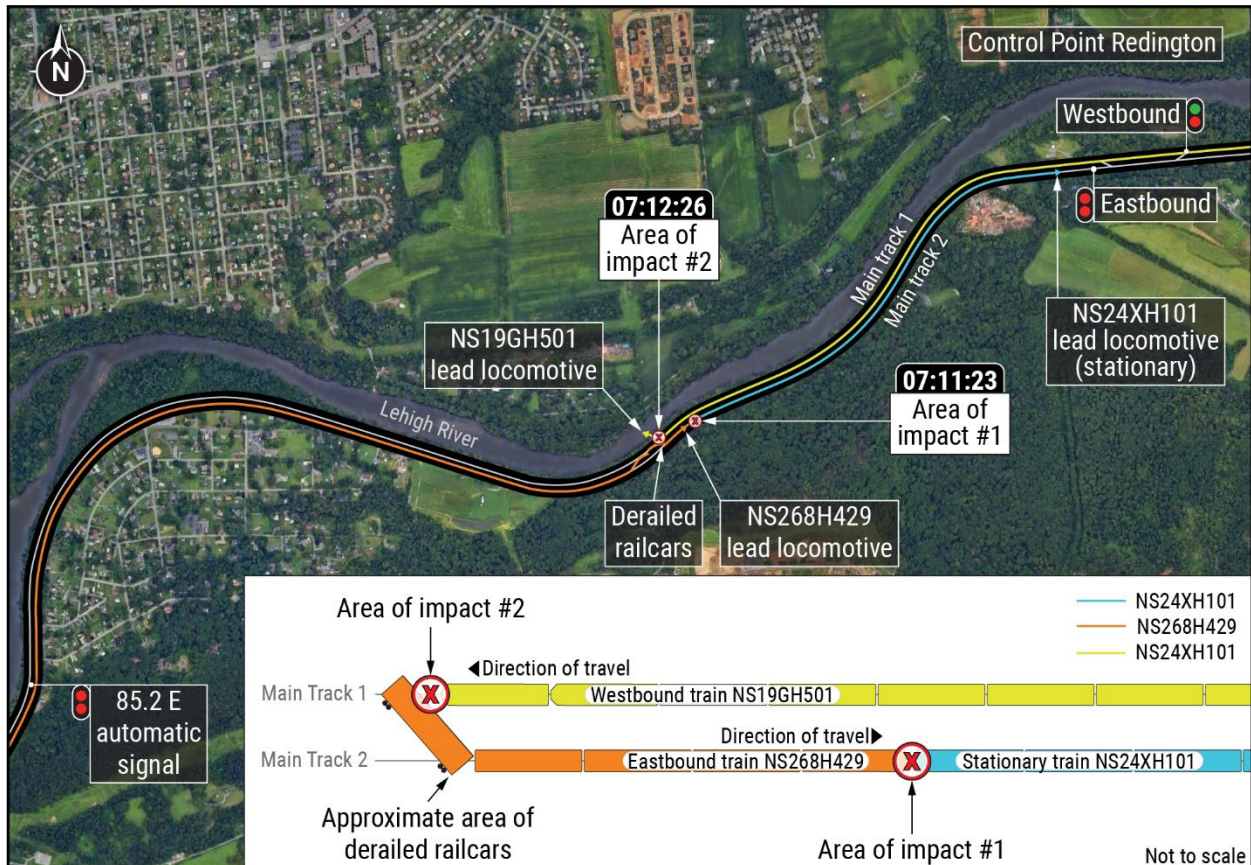 N
Control Point Redington
Westbound
Eastbound
07:12:26
Area of
impact #2
Main track 1
Main track 2
NS19GH501
lead locomotive
NS24XH101
lead locomotive
(stationary)
07:11:23
Area of
impact #1
Lehigh River
Derailed
railcars
NS268H429
lead locomotive
85.2 E
automatic
signal
Area of impact #2
NS24XH101
NS268H429
NS24XH101
Direction of travel
Main Track 1
X
Westbound train NS19GH501
Direction of travel
Main Track 2
Eastbound train NS268H429
X
Stationary train NS24XH101
Approximate area of
derailed railcars
Area of impact #1
Not to scale